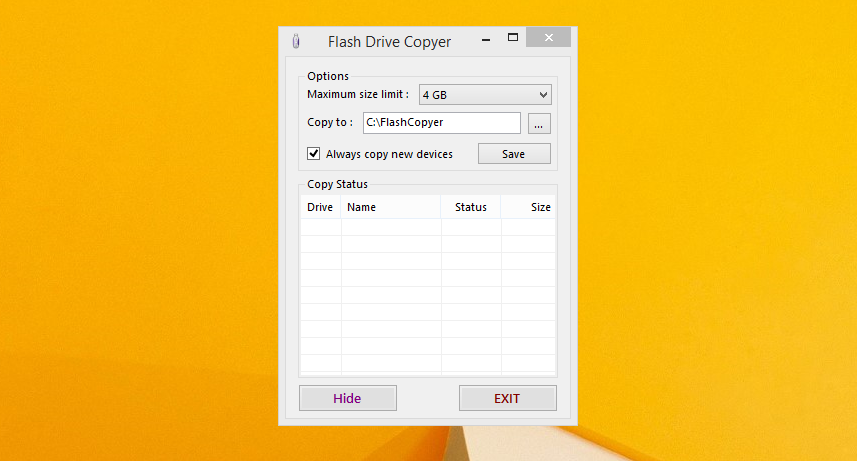 Flash Drive Copyer
Options
Maximum size limit : 4 GB
Copy to : C:\FlashCopyer ...
Always copy new devices Save
Copy Status
Drive Name Status Size
Hide EXIT